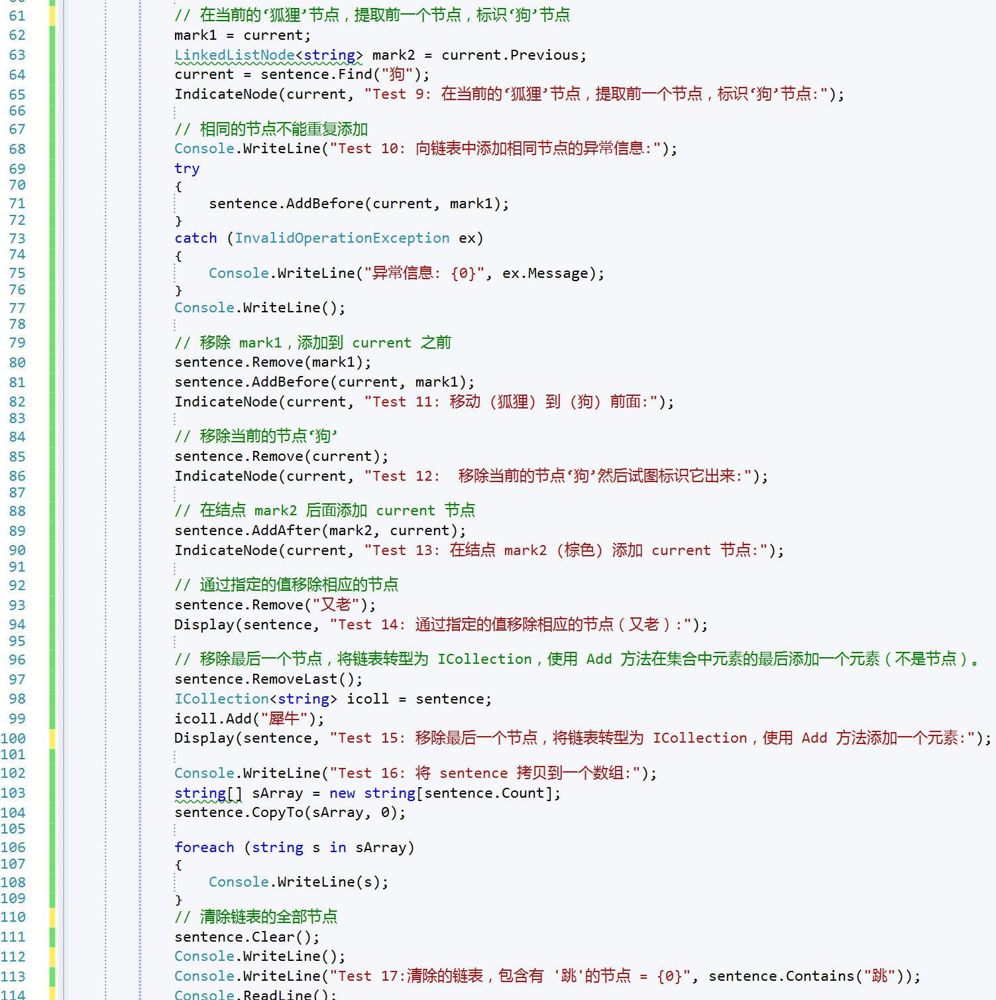 61 // 在当前的‘狐狸’节点，提取前一个节点，标识‘狗’节点
62 mark1 = current;
63 LinkedListNode<string> mark2 = current.Previous;
64 current = sentence.Find("狗");
65 IndicateNode(current, "Test 9: 在当前的‘狐狸’节点，提取前一个节点，标识‘狗’节点:");
66
67 // 相同的节点不能重复添加
68 Console.WriteLine("Test 10: 向链表中添加相同节点的异常信息:");
69 try
70 {
71 sentence.AddBefore(current, mark1);
72 }
73 catch (InvalidOperationException ex)
74 {
75 Console.WriteLine("异常信息: {0}", ex.Message);
76 }
77 Console.WriteLine();
78
79 // 移除 mark1，添加到 current 之前
80 sentence.Remove(mark1);
81 sentence.AddBefore(current, mark1);
82 IndicateNode(current, "Test 11: 移动 (狐狸) 到 (狗) 前面:");
83
84 // 移除当前的节点‘狗’
85 sentence.Remove(current);
86 IndicateNode(current, "Test 12:  移除当前的节点‘狗’然后试图标识它出来:");
87
88 // 在结点 mark2 后面添加 current 节点
89 sentence.AddAfter(mark2, current);
90 IndicateNode(current, "Test 13: 在结点 mark2 (棕色) 添加 current 节点:");
91
92 // 通过指定的值移除相应的节点
93 sentence.Remove("又老");
94 Display(sentence, "Test 14: 通过指定的值移除相应的节点（又老）:");
95
96 // 移除最后一个节点，将链表转型为 ICollection，使用 Add 方法在集合中元素的最后添加一个元素（不是节点）。
97 sentence.RemoveLast();
98 ICollection<string> icoll = sentence;
99 icoll.Add("犀牛");
100 Display(sentence, "Test 15: 移除最后一个节点，将链表转型为 ICollection，使用 Add 方法添加一个元素:");
101
102 Console.WriteLine("Test 16: 将 sentence 拷贝到一个数组:");
103 string[] sArray = new string[sentence.Count];
104 sentence.CopyTo(sArray, 0);
105
106 foreach (string s in sArray)
107 {
108 Console.WriteLine(s);
109 }
110 // 清除链表的全部节点
111 sentence.Clear();
112 Console.WriteLine();
113 Console.WriteLine("Test 17:清除的链表，包含有 '跳'的节点 = {0}", sentence.Contains("跳"));
114 Console.ReadLine();